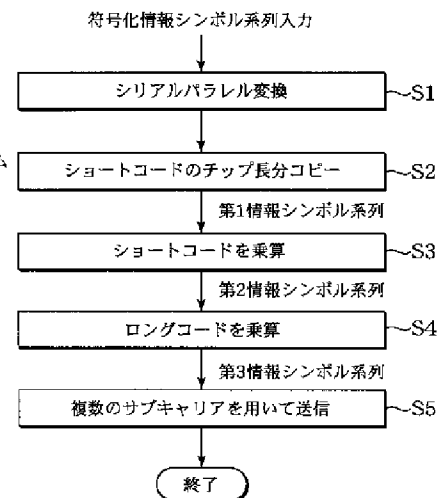 符号化情報シンボル系列入力
シリアルパラレル変換 S1
ム
ショートコードのチップ長分コピー S2
第1情報シンボル系列
ショートコードを乗算 S3
第2情報シンボル系列
ロングコードを乗算 S4
第3情報シンボル系列
複数のサブキャリアを用いて送信 S5
終了